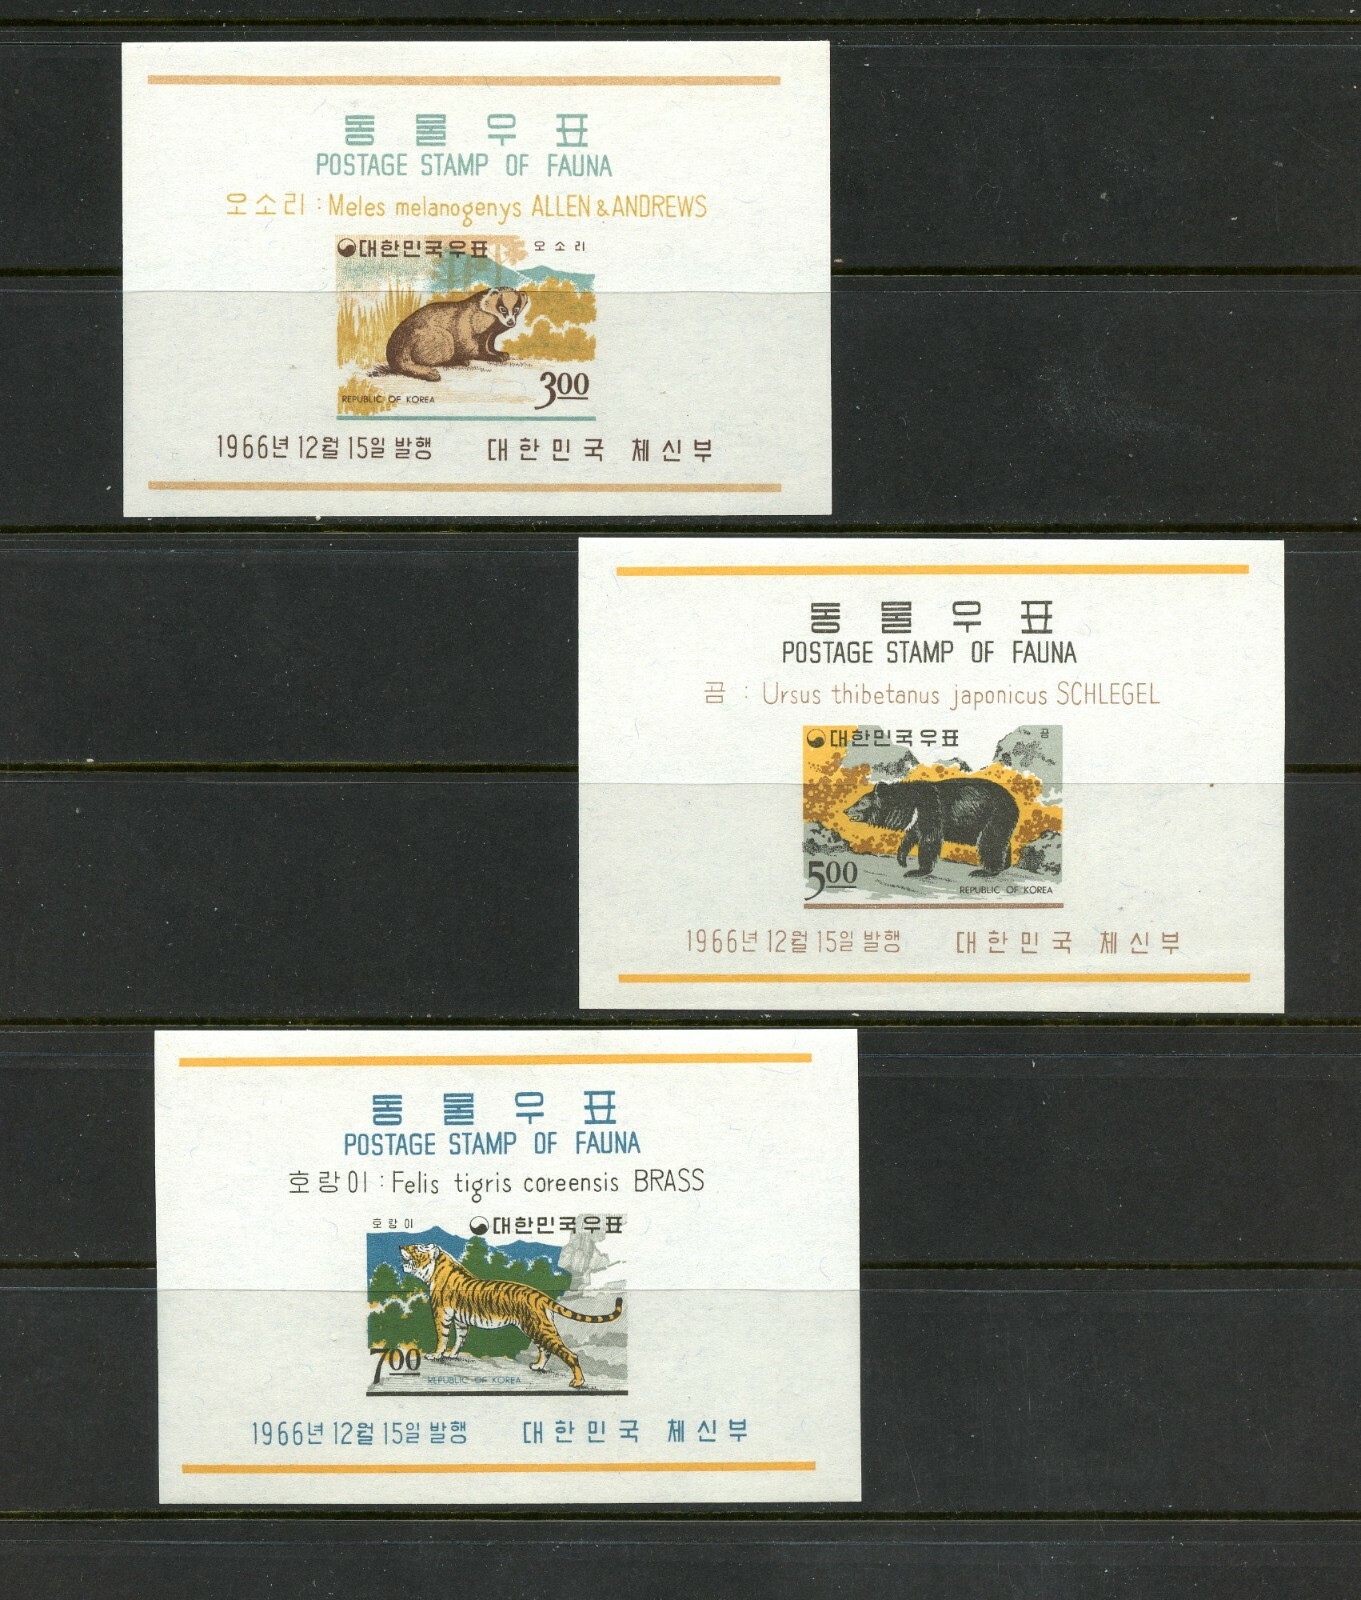 동물우표
POSTAGE STAMP OF FAUNA
오소리 : Meles melanogenys ALLEN & ANDREWS
대한민국우표 오소리
REPUBLIC OF KOREA 300
1966년 12월 15일 발행 대한민국 체신부
동물우표
POSTAGE STAMP OF FAUNA
곰 : Ursus thibetanus japonicus SCHLEGEL
대한민국우표 곰
500 REPUBLIC OF KOREA
1966년 12월 15일 발행 대한민국 체신부
동물우표
POSTAGE STAMP OF FAUNA
호랑이 : Felis tigris coreensis BRASS
호랑이 대한민국우표
700 REPUBLIC OF KOREA
1966년 12월 15일 발행 대한민국 체신부